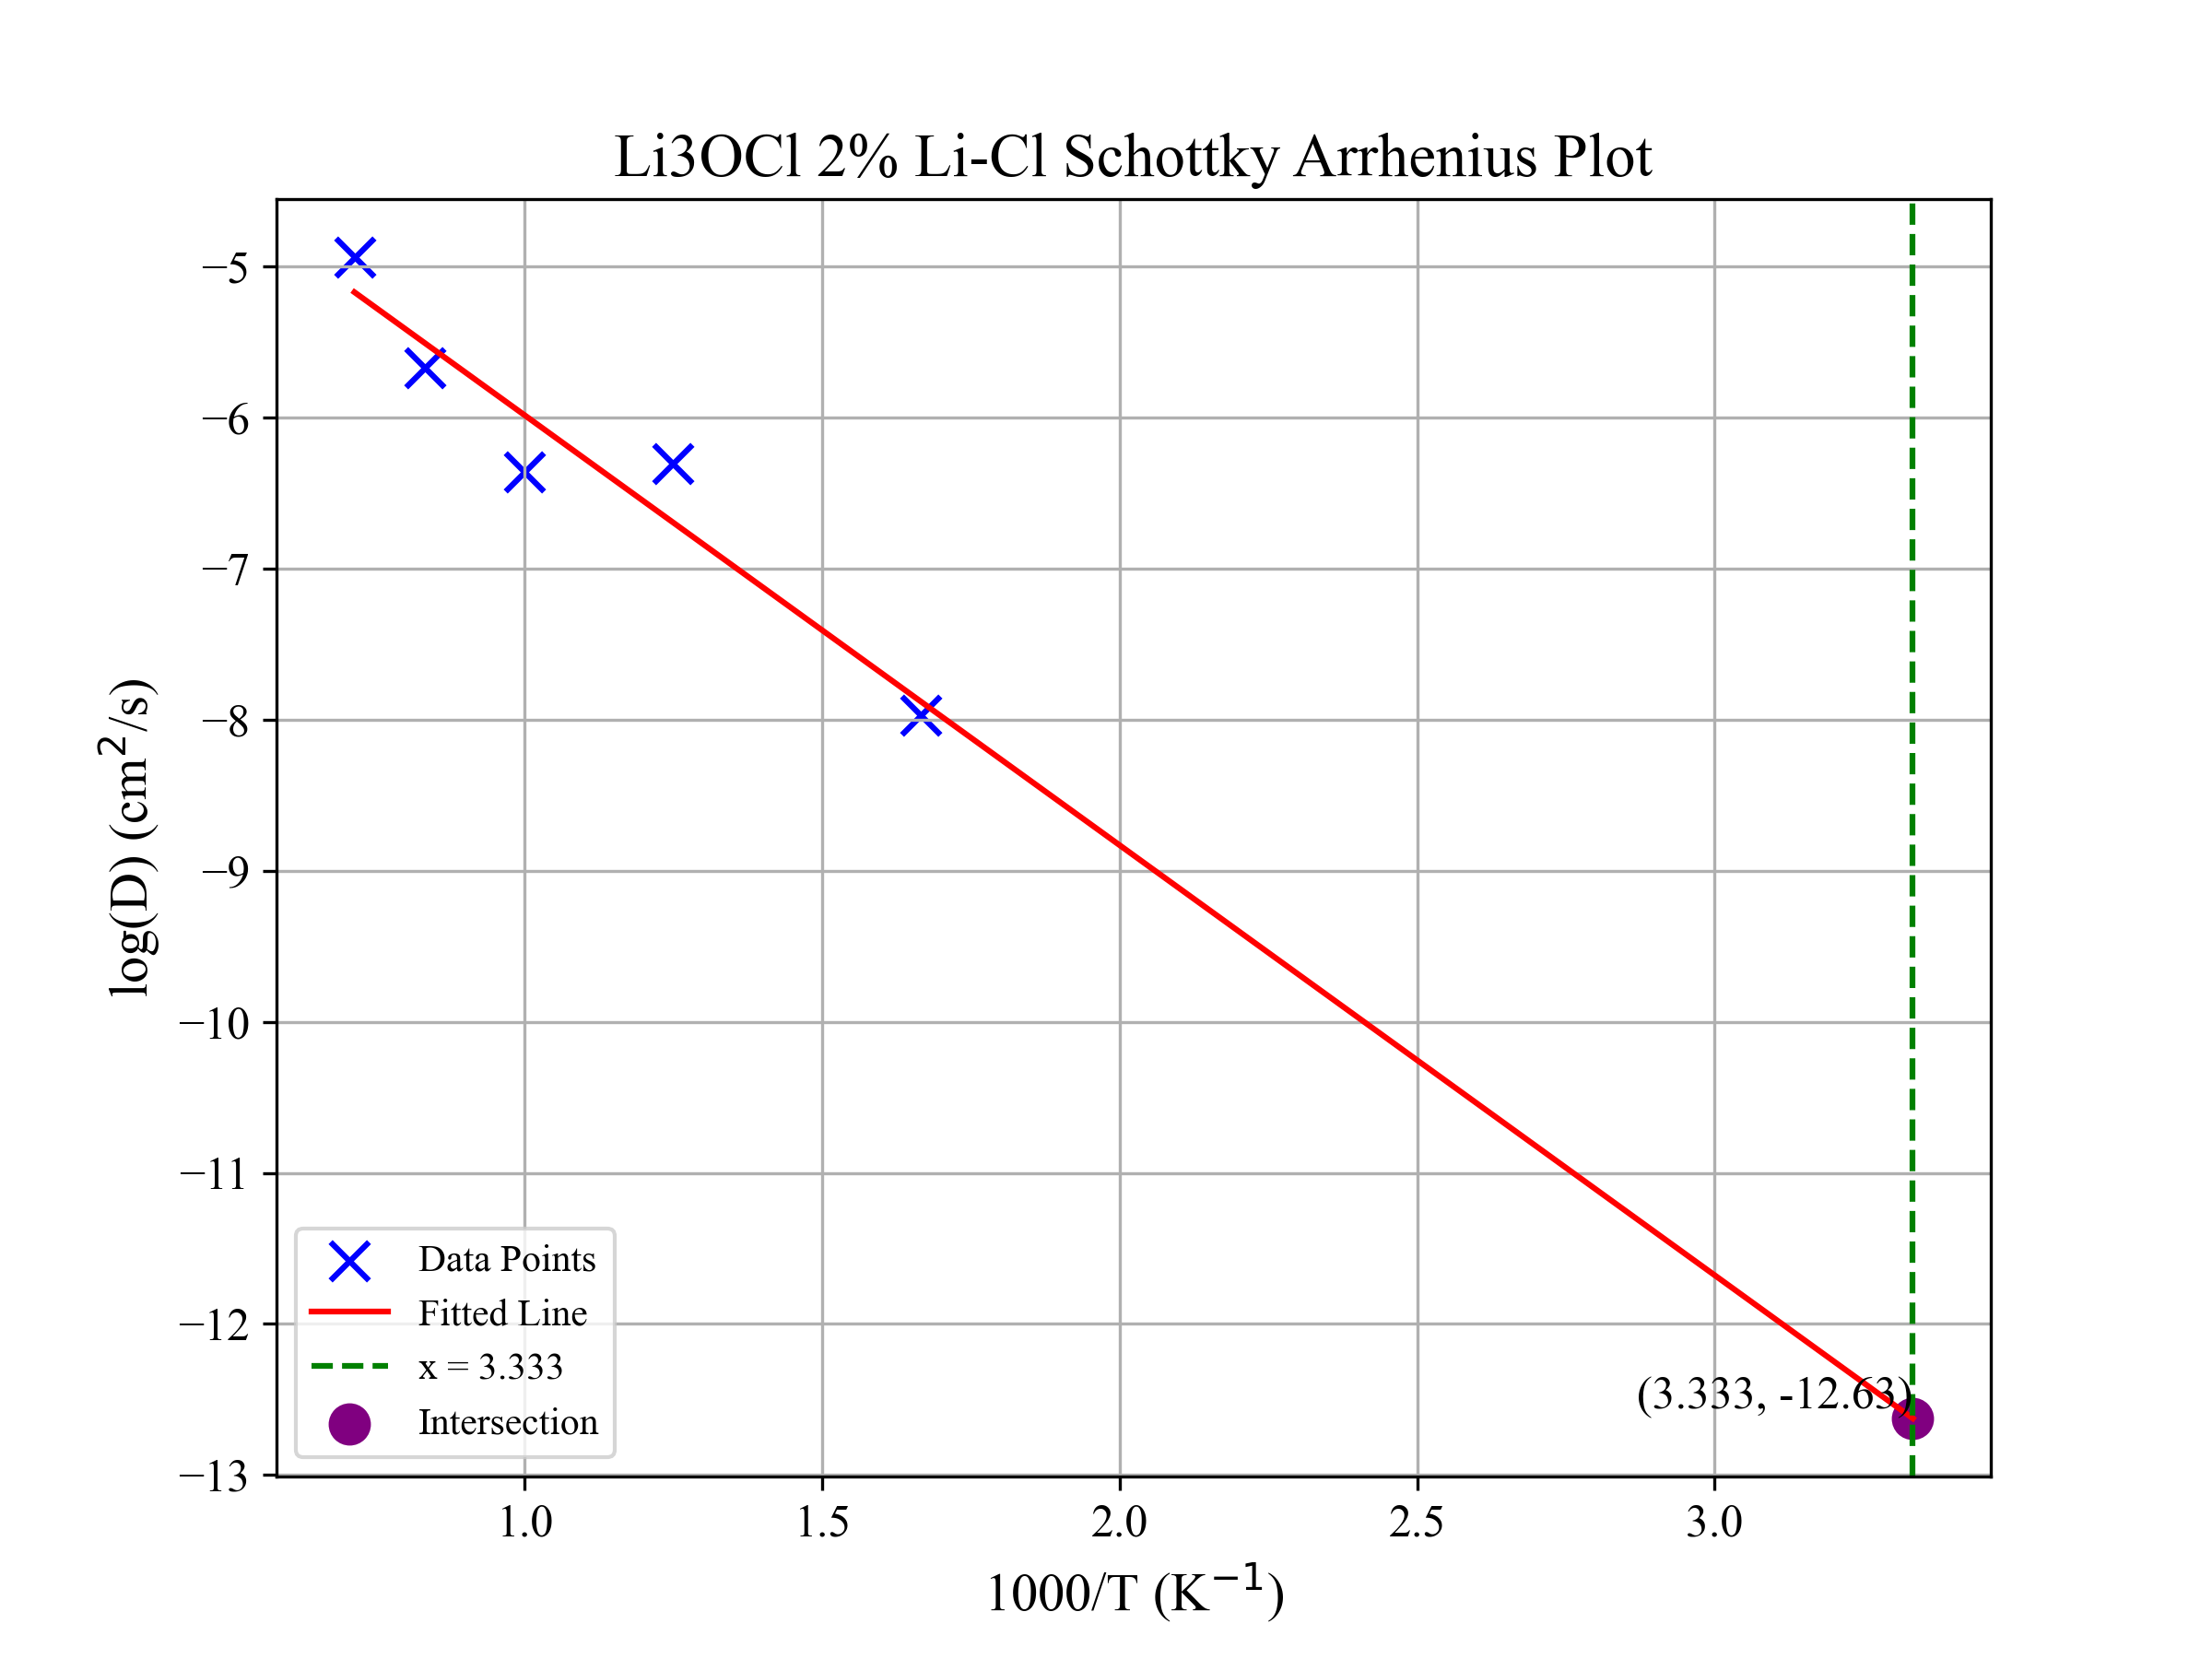 Li3OCl 2% Li-Cl Schottky Arrhenius Plot
log(D) (cm²/s)
−5
−6
−7
−8
−9
−10
−11
−12
−13
Data Points
Fitted Line
x = 3.333
Intersection
(3.333, -12.63)
1.0 1.5 2.0 2.5 3.0
1000/T (K⁻¹)